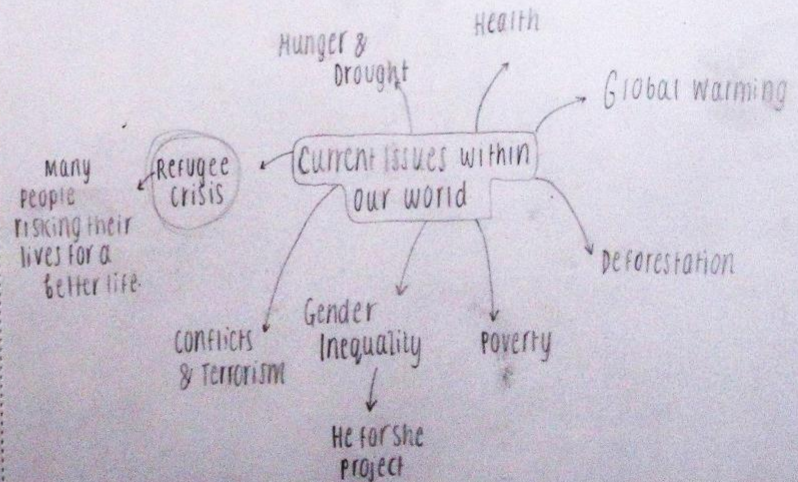 Health
Hunger &
Drought
Global Warming
Current Issues within
our world
Refugee
Crisis
Many
People
risking their
lives for a
better life.
Deforestation
Gender
Inequality
Conflicts
& Terrorism
Poverty
He for She
Project